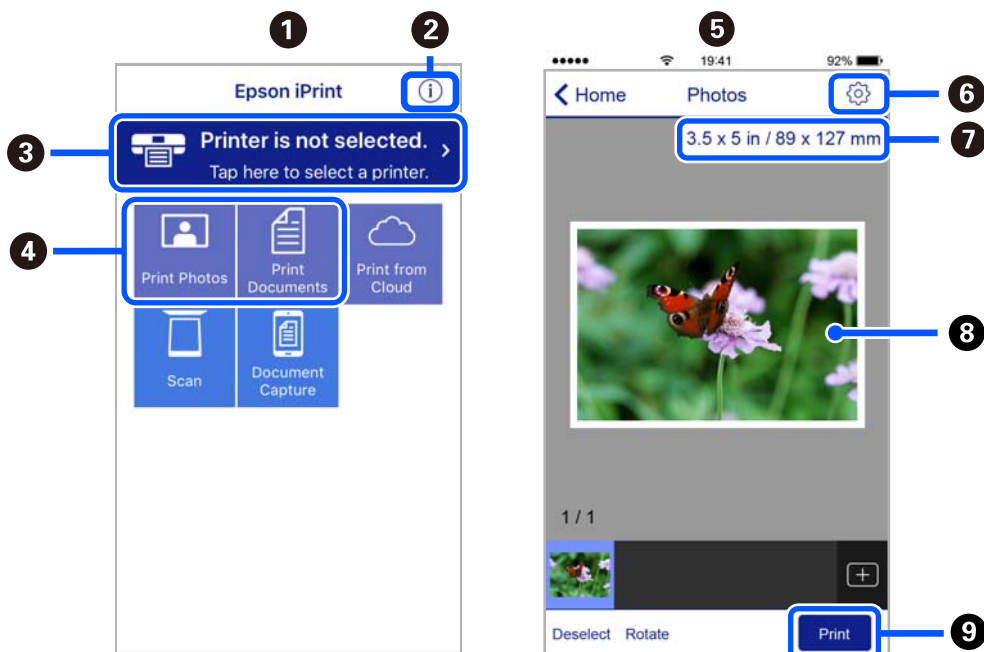 1
2
Epson iPrint
i
3
Printer is not selected. >
Tap here to select a printer.
4
Print Photos
Print
Documents
Print from
Cloud
Scan
Document
Capture
5
19:41
92%
Home
Photos
6
3.5 x 5 in / 89 x 127 mm
7
8
1 / 1
+
Deselect
Rotate
Print
9